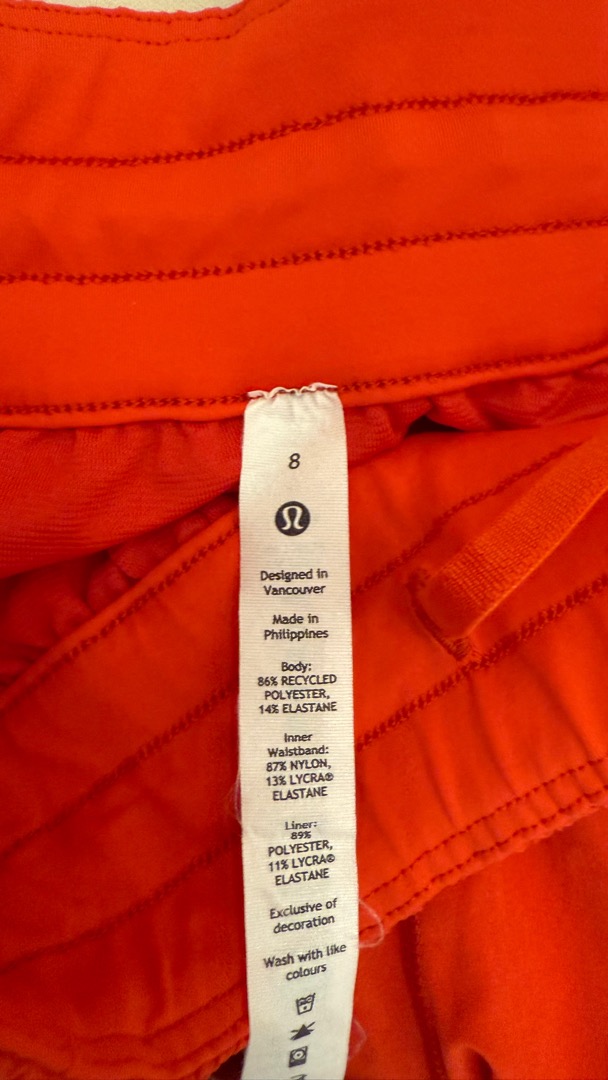 8
Designed in
Vancouver
Made in
Philippines
Body:
86% RECYCLED
POLYESTER,
14% ELASTANE
Inner
Waistband:
87% NYLON,
13% LYCRA®
ELASTANE
Liner:
89%
POLYESTER,
11% LYCRA®
ELASTANE
Exclusive of
decoration
Wash with like
colours